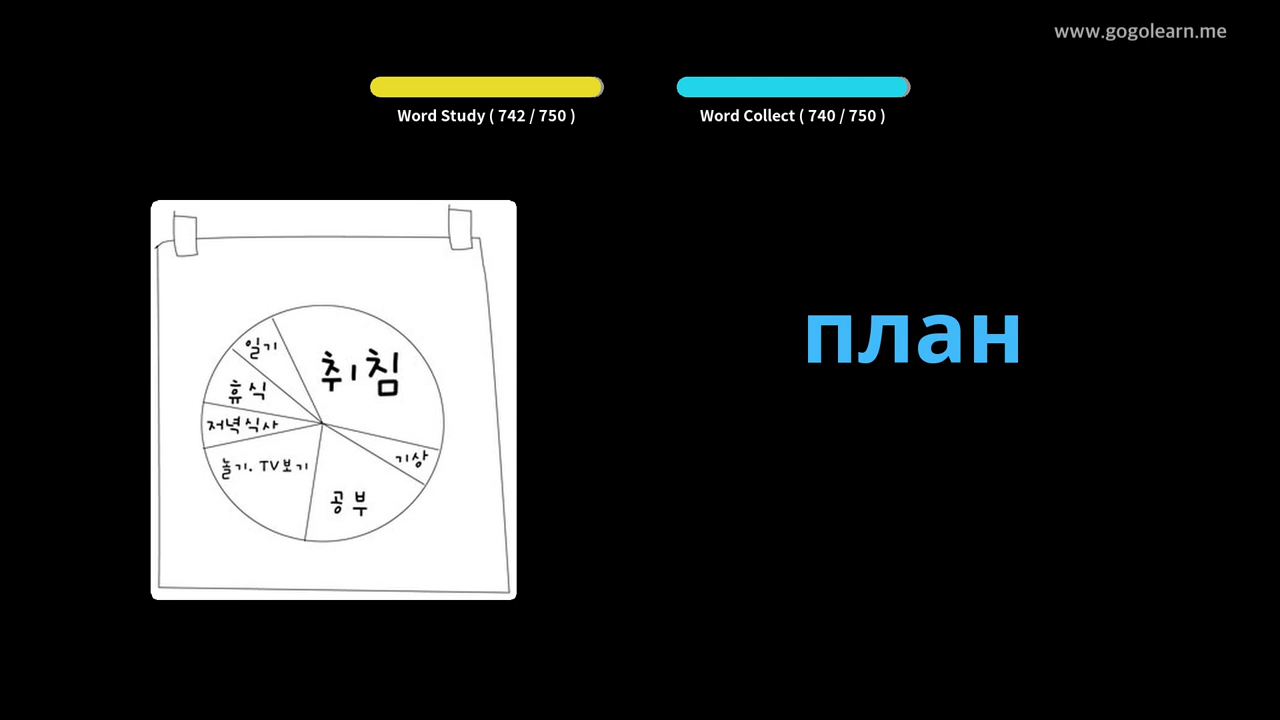 www.gogolearn.me
Word Study ( 742 / 750 )
Word Collect ( 740 / 750 )
일기
취침
휴식
저녁식사
놀기. TV보기
기상
공부
план